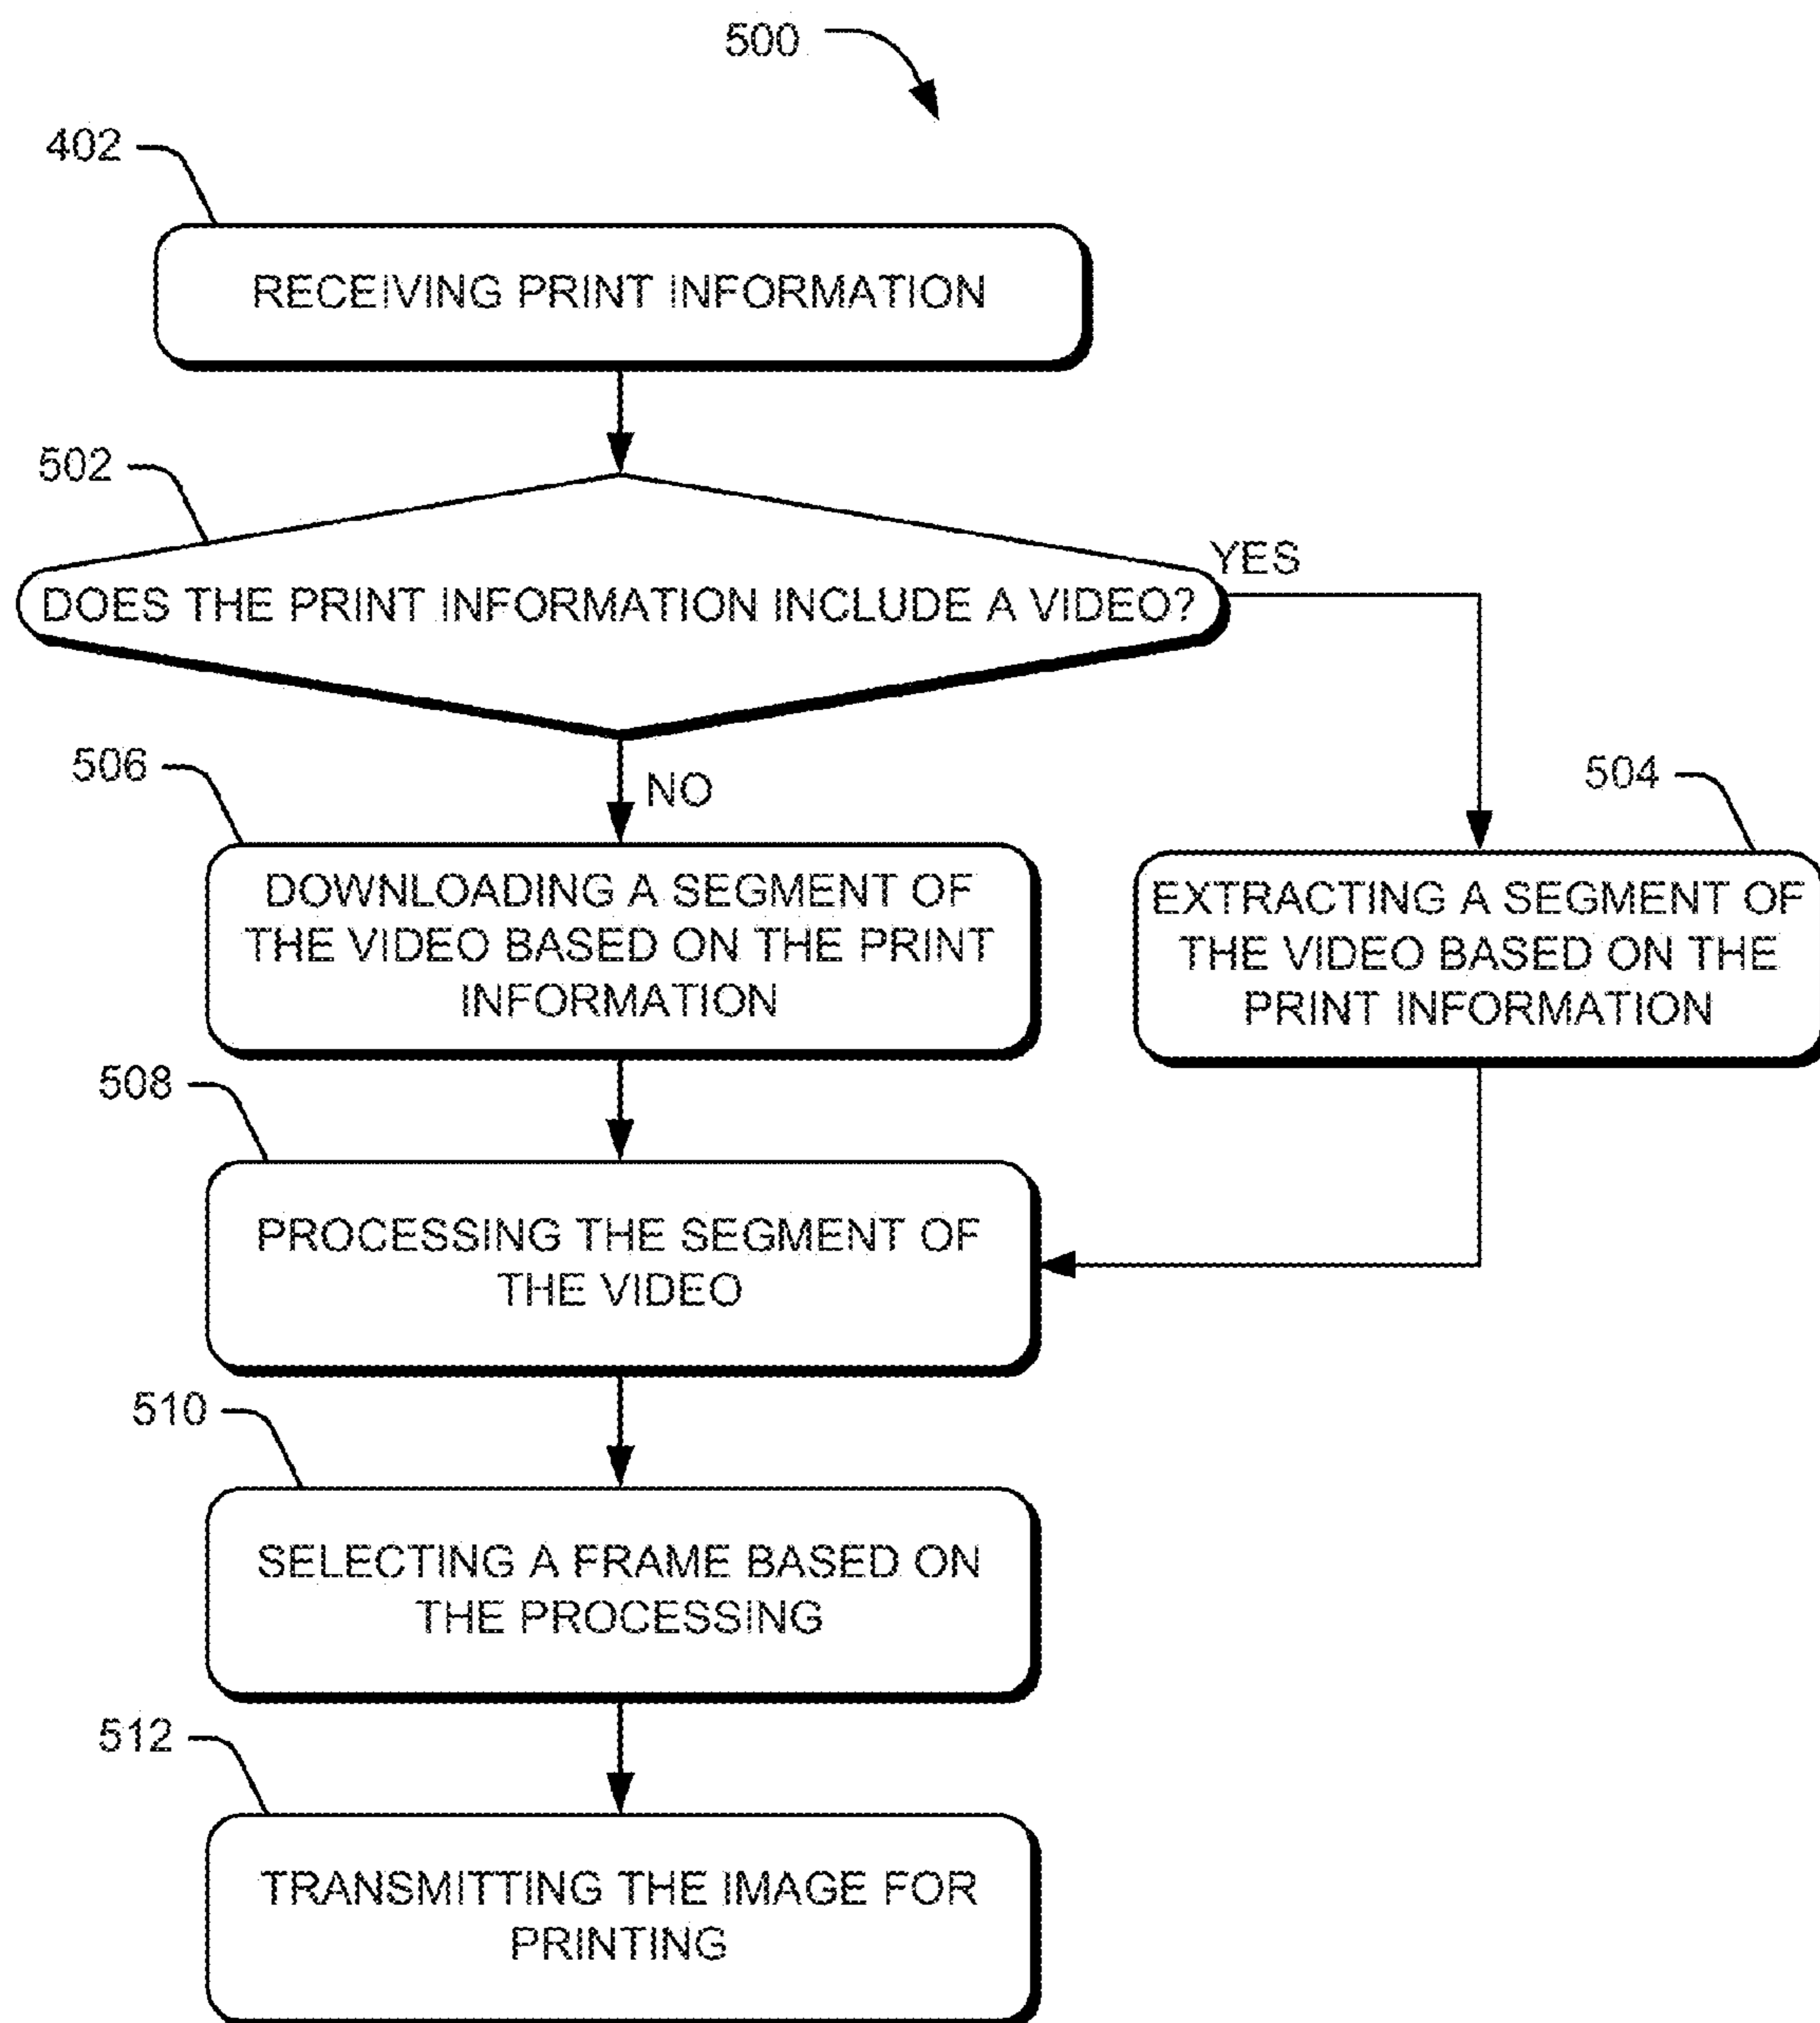 500
402
RECEIVING PRINT INFORMATION
502
DOES THE PRINT INFORMATION INCLUDE A VIDEO?
YES
NO
506
DOWNLOADING A SEGMENT OF
THE VIDEO BASED ON THE PRINT
INFORMATION
504
EXTRACTING A SEGMENT OF
THE VIDEO BASED ON THE
PRINT INFORMATION
508
PROCESSING THE SEGMENT OF
THE VIDEO
510
SELECTING A FRAME BASED ON
THE PROCESSING
512
TRANSMITTING THE IMAGE FOR
PRINTING